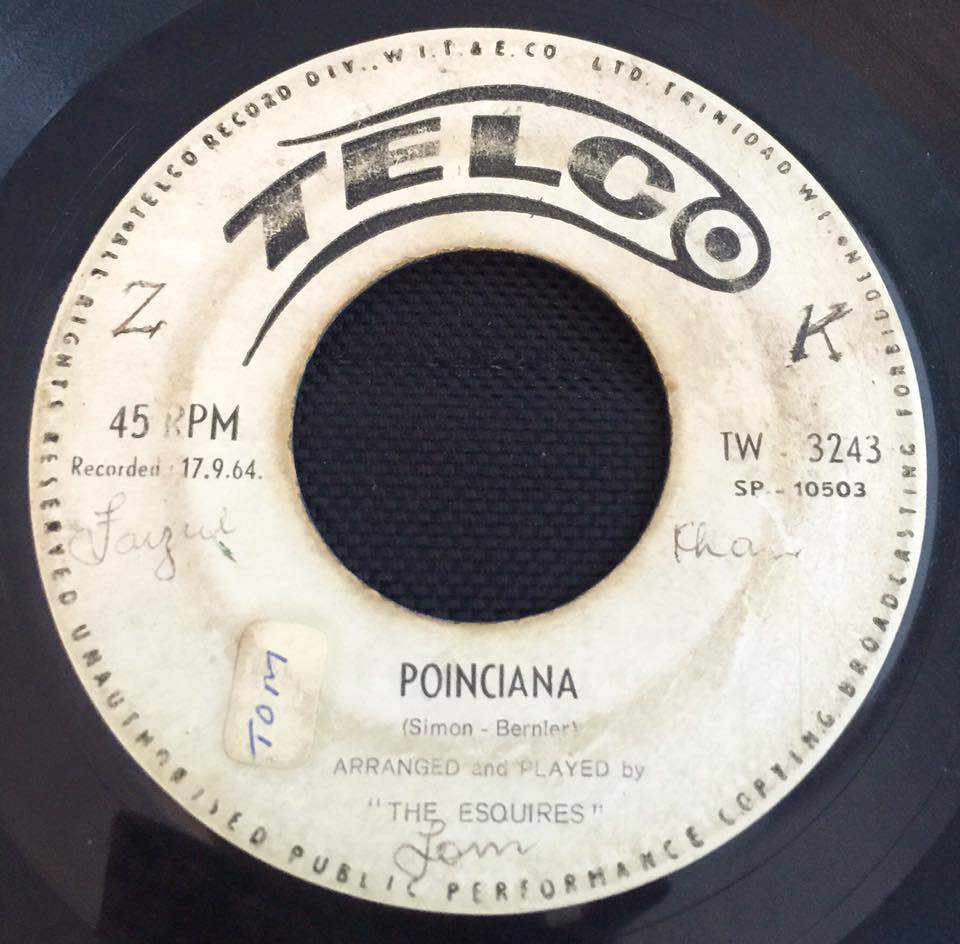 ALL RIGHTS RESERVED UNAUTHORISED PUBLIC PERFORMANCE COPYING BROADCASTING FORBIDDEN
TELCO RECORD DIV., W.I.T. & E. CO LTD. TRINIDAD W.I.
TELCO
Z
K
45 RPM
TW - 3243
Recorded 17.9.64.
SP - 10503
Khan
TOM
POINCIANA
(Simon - Bernier)
ARRANGED and PLAYED by
"THE ESQUIRES"
Tom